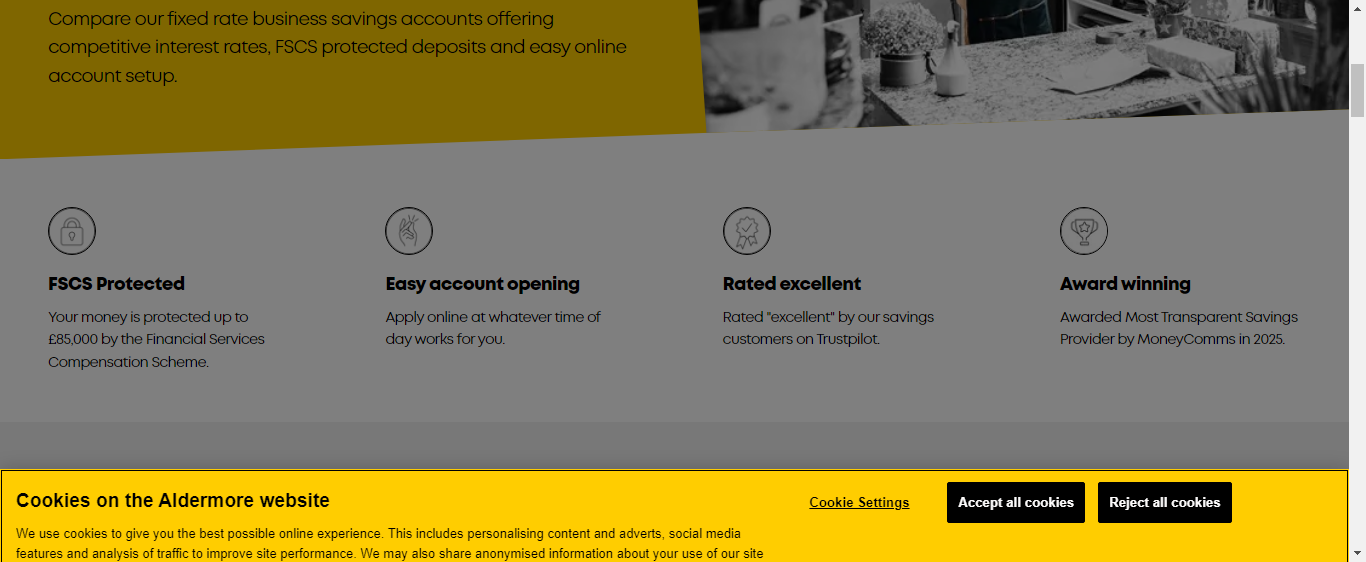 Compare our fixed rate business savings accounts offering
competitive interest rates, FSCS protected deposits and easy online
account setup.
FSCS Protected
Your money is protected up to
£85,000 by the Financial Services
Compensation Scheme.
Easy account opening
Apply online at whatever time of
day works for you.
Rated excellent
Rated "excellent" by our savings
customers on Trustpilot.
Award winning
Awarded Most Transparent Savings
Provider by MoneyComms in 2025.
Cookies on the Aldermore website
We use cookies to give you the best possible online experience. This includes personalising content and adverts, social media
features and analysis of traffic to improve site performance. We may also share anonymised information about your use of our site
Cookie Settings
Accept all cookies
Reject all cookies